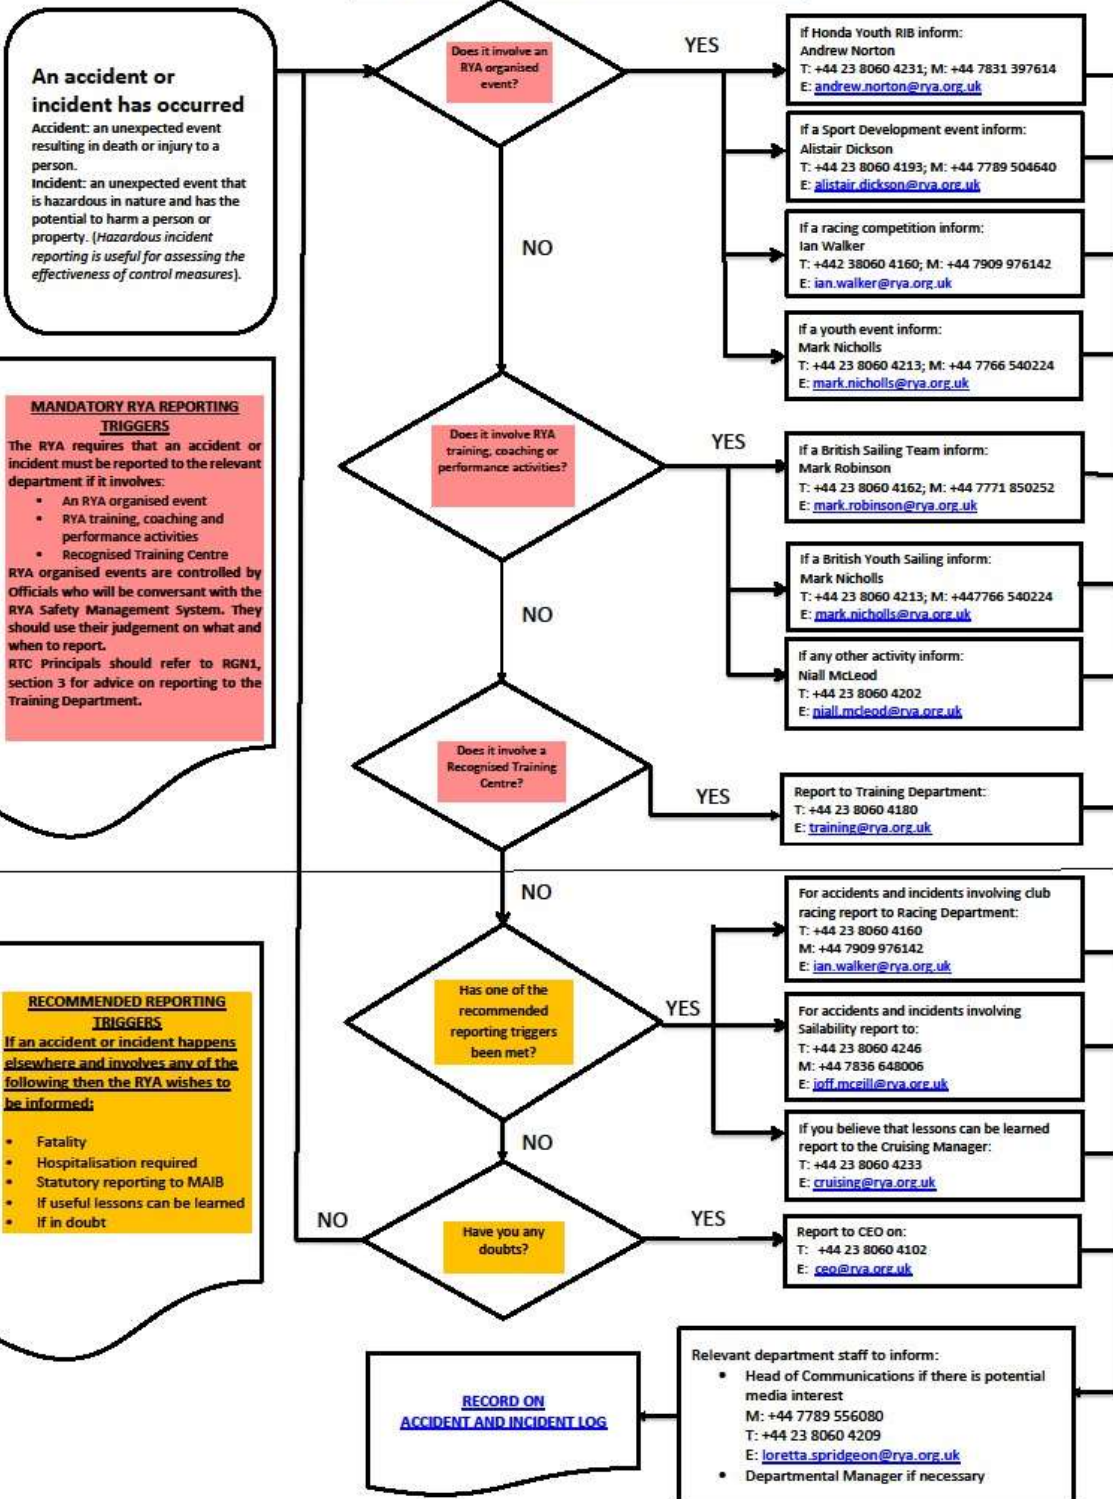 An accident or
incident has occurred
Accident: an unexpected event
resulting in death or injury to a
person.
Incident: an unexpected event that
is hazardous in nature and has the
potential to harm a person or
property. (Hazardous incident
reporting is useful for assessing the
effectiveness of control measures).
Does it involve an
RYA organised
event?
YES
If Honda Youth RIB inform:
Andrew Norton
T: +44 23 8060 4231; M: +44 7831 397614
E: andrew.norton@rya.org.uk
If a Sport Development event inform:
Alistair Dickson
T: +44 23 8060 4193; M: +44 7789 504640
E: alistair.dickson@rya.org.uk
If a racing competition inform:
Ian Walker
T: +442 38060 4160; M: +44 7909 976142
E: ian.walker@rya.org.uk
If a youth event inform:
Mark Nicholls
T: +44 23 8060 4213; M: +44 7766 540224
E: mark.nicholls@rya.org.uk
NO
MANDATORY RYA REPORTING
TRIGGERS
The RYA requires that an accident or
incident must be reported to the relevant
department if it involves:
• An RYA organised event
• RYA training, coaching and
performance activities
• Recognised Training Centre
RYA organised events are controlled by
Officials who will be conversant with the
RYA Safety Management System. They
should use their judgement on what and
when to report.
RTC Principals should refer to RGN1,
section 3 for advice on reporting to the
Training Department.
Does it involve RYA
training, coaching or
performance activities?
YES
If a British Sailing Team inform:
Mark Robinson
T: +44 23 8060 4162; M: +44 7771 850252
E: mark.robinson@rya.org.uk
If a British Youth Sailing inform:
Mark Nicholls
T: +44 23 8060 4213; M: +447766 540224
E: mark.nicholls@rya.org.uk
If any other activity inform:
Niall McLeod
T: +44 23 8060 4202
E: niall.mcleod@rya.org.uk
NO
Does it involve a
Recognised Training
Centre?
YES
Report to Training Department:
T: +44 23 8060 4180
E: training@rya.org.uk
NO
RECOMMENDED REPORTING
TRIGGERS
If an accident or incident happens
elsewhere and involves any of the
following then the RYA wishes to
be informed:
• Fatality
• Hospitalisation required
• Statutory reporting to MAIB
• If useful lessons can be learned
• If in doubt
Has one of the
recommended
reporting triggers
been met?
YES
For accidents and incidents involving club
racing report to Racing Department:
T: +44 23 8060 4160
M: +44 7909 976142
E: ian.walker@rya.org.uk
For accidents and incidents involving
Sailability report to:
T: +44 23 8060 4246
M: +44 7836 648006
E: joff.mcgill@rya.org.uk
If you believe that lessons can be learned
report to the Cruising Manager:
T: +44 23 8060 4233
E: cruising@rya.org.uk
NO
Have you any
doubts?
NO
YES
Report to CEO on:
T: +44 23 8060 4102
E: ceo@rya.org.uk
Relevant department staff to inform:
• Head of Communications if there is potential
media interest
M: +44 7789 556080
T: +44 23 8060 4209
E: loretta.spridgeon@rya.org.uk
• Departmental Manager if necessary
RECORD ON
ACCIDENT AND INCIDENT LOG